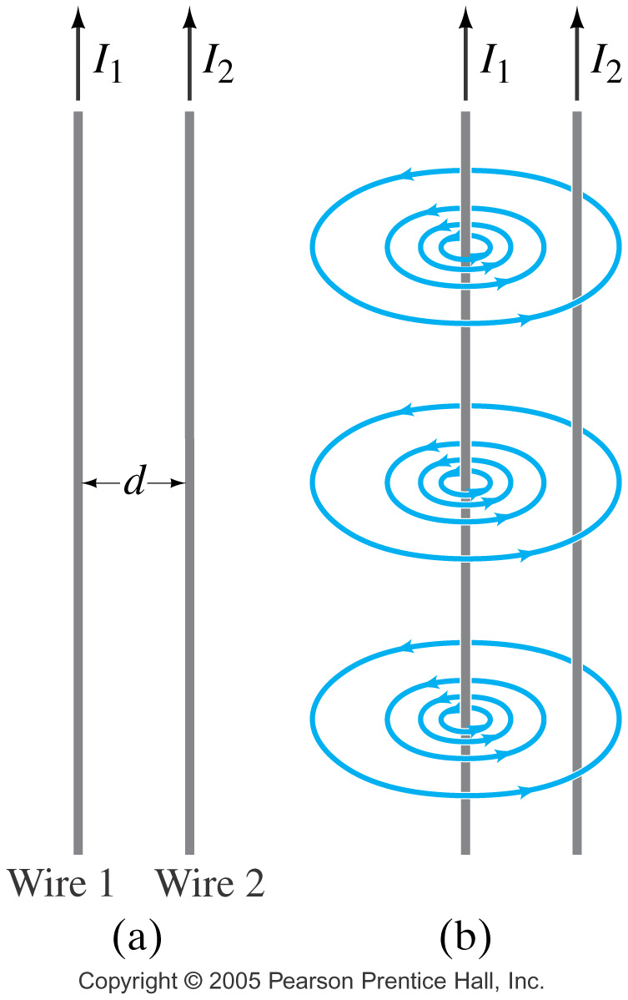 I₁ I₂ I₁ I₂
d
Wire 1 Wire 2
(a) (b)
Copyright © 2005 Pearson Prentice Hall, Inc.